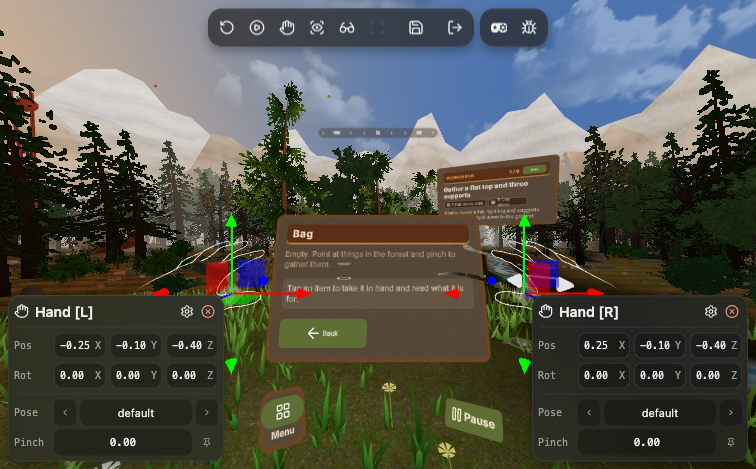 N
WORKBENCH
1 / 6
Gather a flat top and three
supports
Bag
Empty. Point at things in the forest and pinch to
gather them.
Tap an item to take it in hand and read what it is
for.
Back
Menu
Pause
Hand [L]
Pos
−0.25 X
−0.10 Y
−0.40 Z
Rot
0.00 X
0.00 Y
0.00 Z
Pose
default
Pinch
0.00
Hand [R]
Pos
0.25 X
−0.10 Y
−0.40 Z
Rot
0.00 X
0.00 Y
0.00 Z
Pose
default
Pinch
0.00